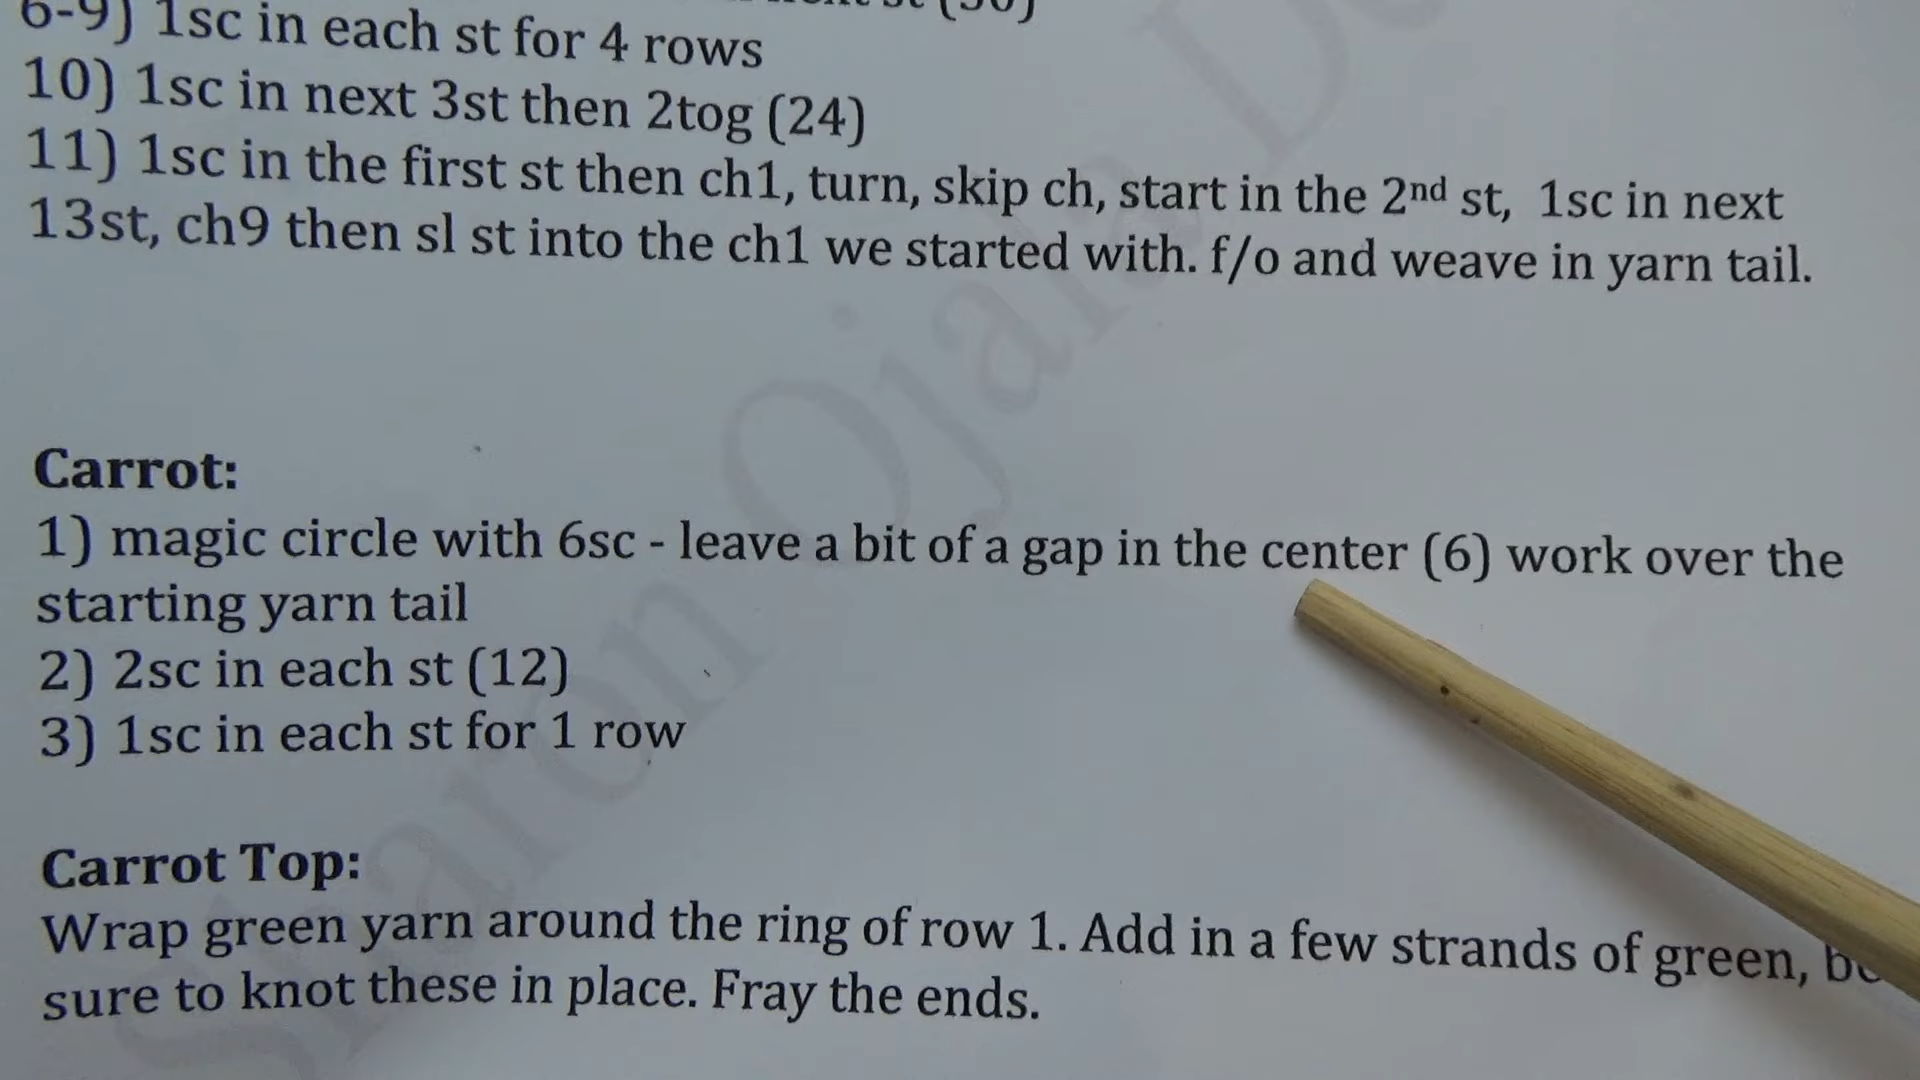 6-9) 1sc in each st for 4 rows
10) 1sc in next 3st then 2tog (24)
11) 1sc in the first st then ch1, turn, skip ch, start in the 2nd st, 1sc in next
13st, ch9 then sl st into the ch1 we started with. f/o and weave in yarn tail.
Carrot:
1) magic circle with 6sc - leave a bit of a gap in the center (6) work over the
starting yarn tail
2) 2sc in each st (12)
3) 1sc in each st for 1 row
Carrot Top:
Wrap green yarn around the ring of row 1. Add in a few strands of green,
sure to knot these in place. Fray the ends.
Sharon Ojala